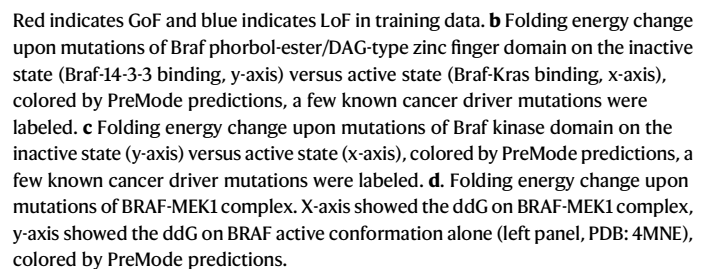 Red indicates GoF and blue indicates LoF in training data. b Folding energy change
upon mutations of Braf phorbol-ester/DAG-type zinc finger domain on the inactive
state (Braf-14-3-3 binding, y-axis) versus active state (Braf-Kras binding, x-axis),
colored by PreMode predictions, a few known cancer driver mutations were
labeled. c Folding energy change upon mutations of Braf kinase domain on the
inactive state (y-axis) versus active state (x-axis), colored by PreMode predictions, a
few known cancer driver mutations were labeled. d. Folding energy change upon
mutations of BRAF-MEK1 complex. X-axis showed the ddG on BRAF-MEK1 complex,
y-axis showed the ddG on BRAF active conformation alone (left panel, PDB: 4MNE),
colored by PreMode predictions.